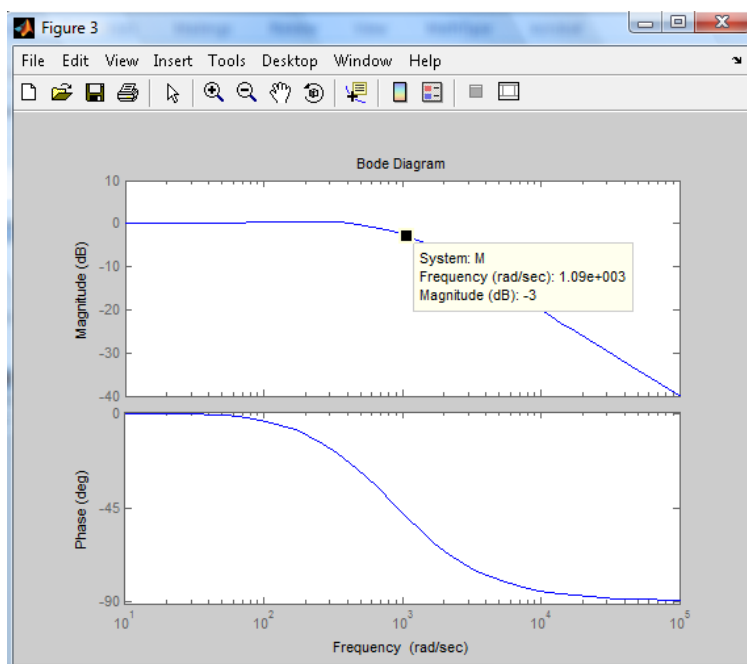 Figure 3
File Edit View Insert Tools Desktop Window Help
Bode Diagram
10
0
-10
-20
-30
-40
Magnitude (dB)
System: M
Frequency (rad/sec): 1.09e+003
Magnitude (dB): -3
0
-45
-90
Phase (deg)
10^1 10^2 10^3 10^4 10^5
Frequency (rad/sec)